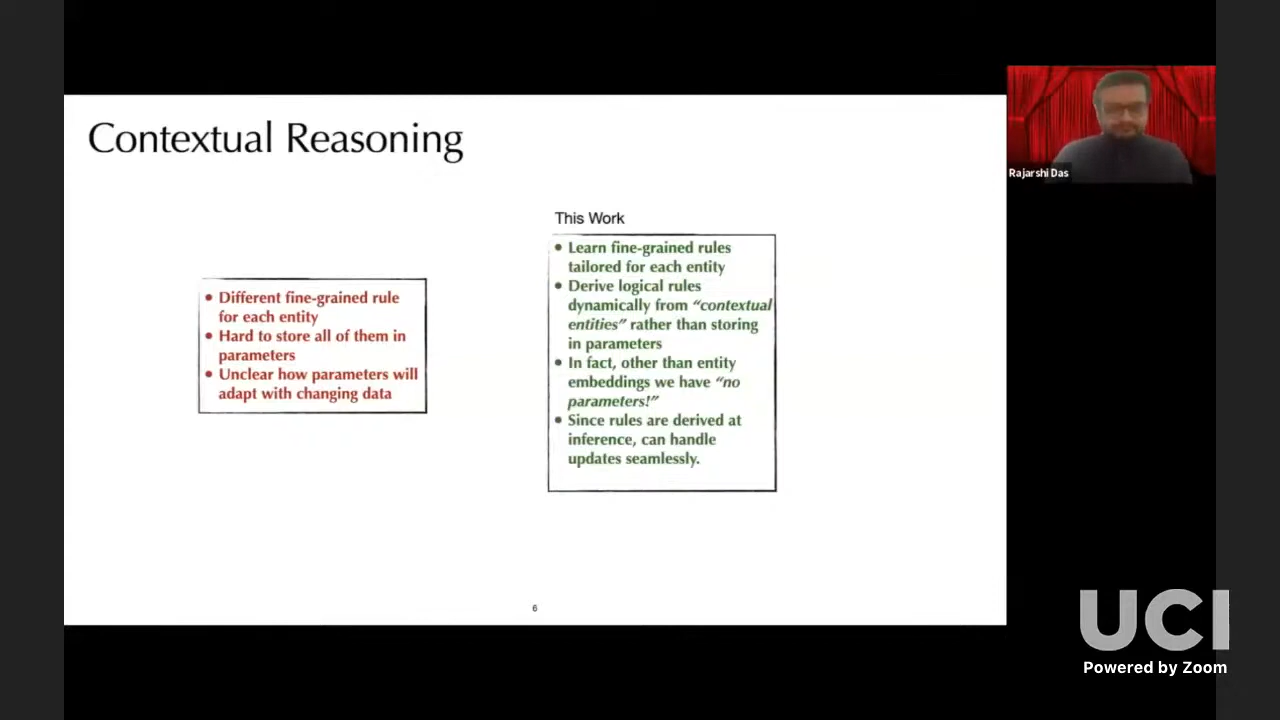 Contextual Reasoning
• Different fine-grained rule
for each entity
• Hard to store all of them in
parameters
• Unclear how parameters will
adapt with changing data
This Work
• Learn fine-grained rules
tailored for each entity
• Derive logical rules
dynamically from “contextual
entities” rather than storing
in parameters
• In fact, other than entity
embeddings we have “no
parameters!”
• Since rules are derived at
inference, can handle
updates seamlessly.
6
Rajarshi Das
UCI
Powered by Zoom